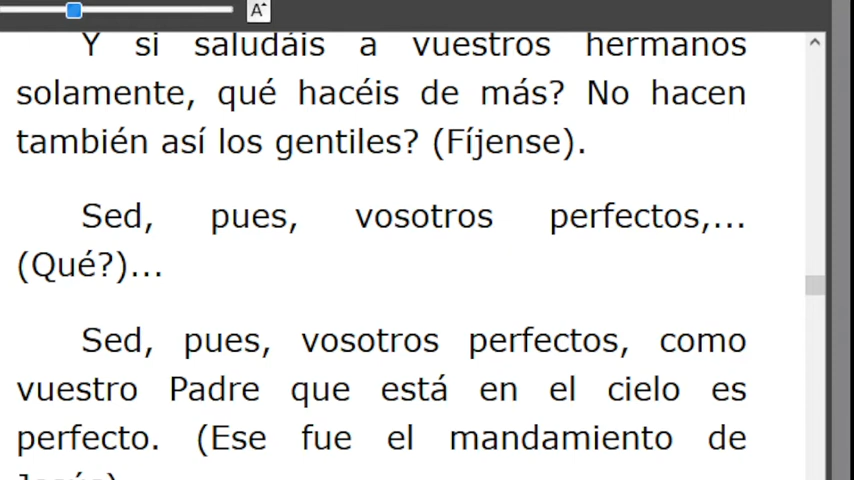 A
Y si saludáis a vuestros hermanos
solamente, qué hacéis de más? No hacen
también así los gentiles? (Fíjense).
Sed, pues, vosotros perfectos,...
(Qué?)...
Sed, pues, vosotros perfectos, como
vuestro Padre que está en el cielo es
perfecto. (Ese fue el mandamiento de